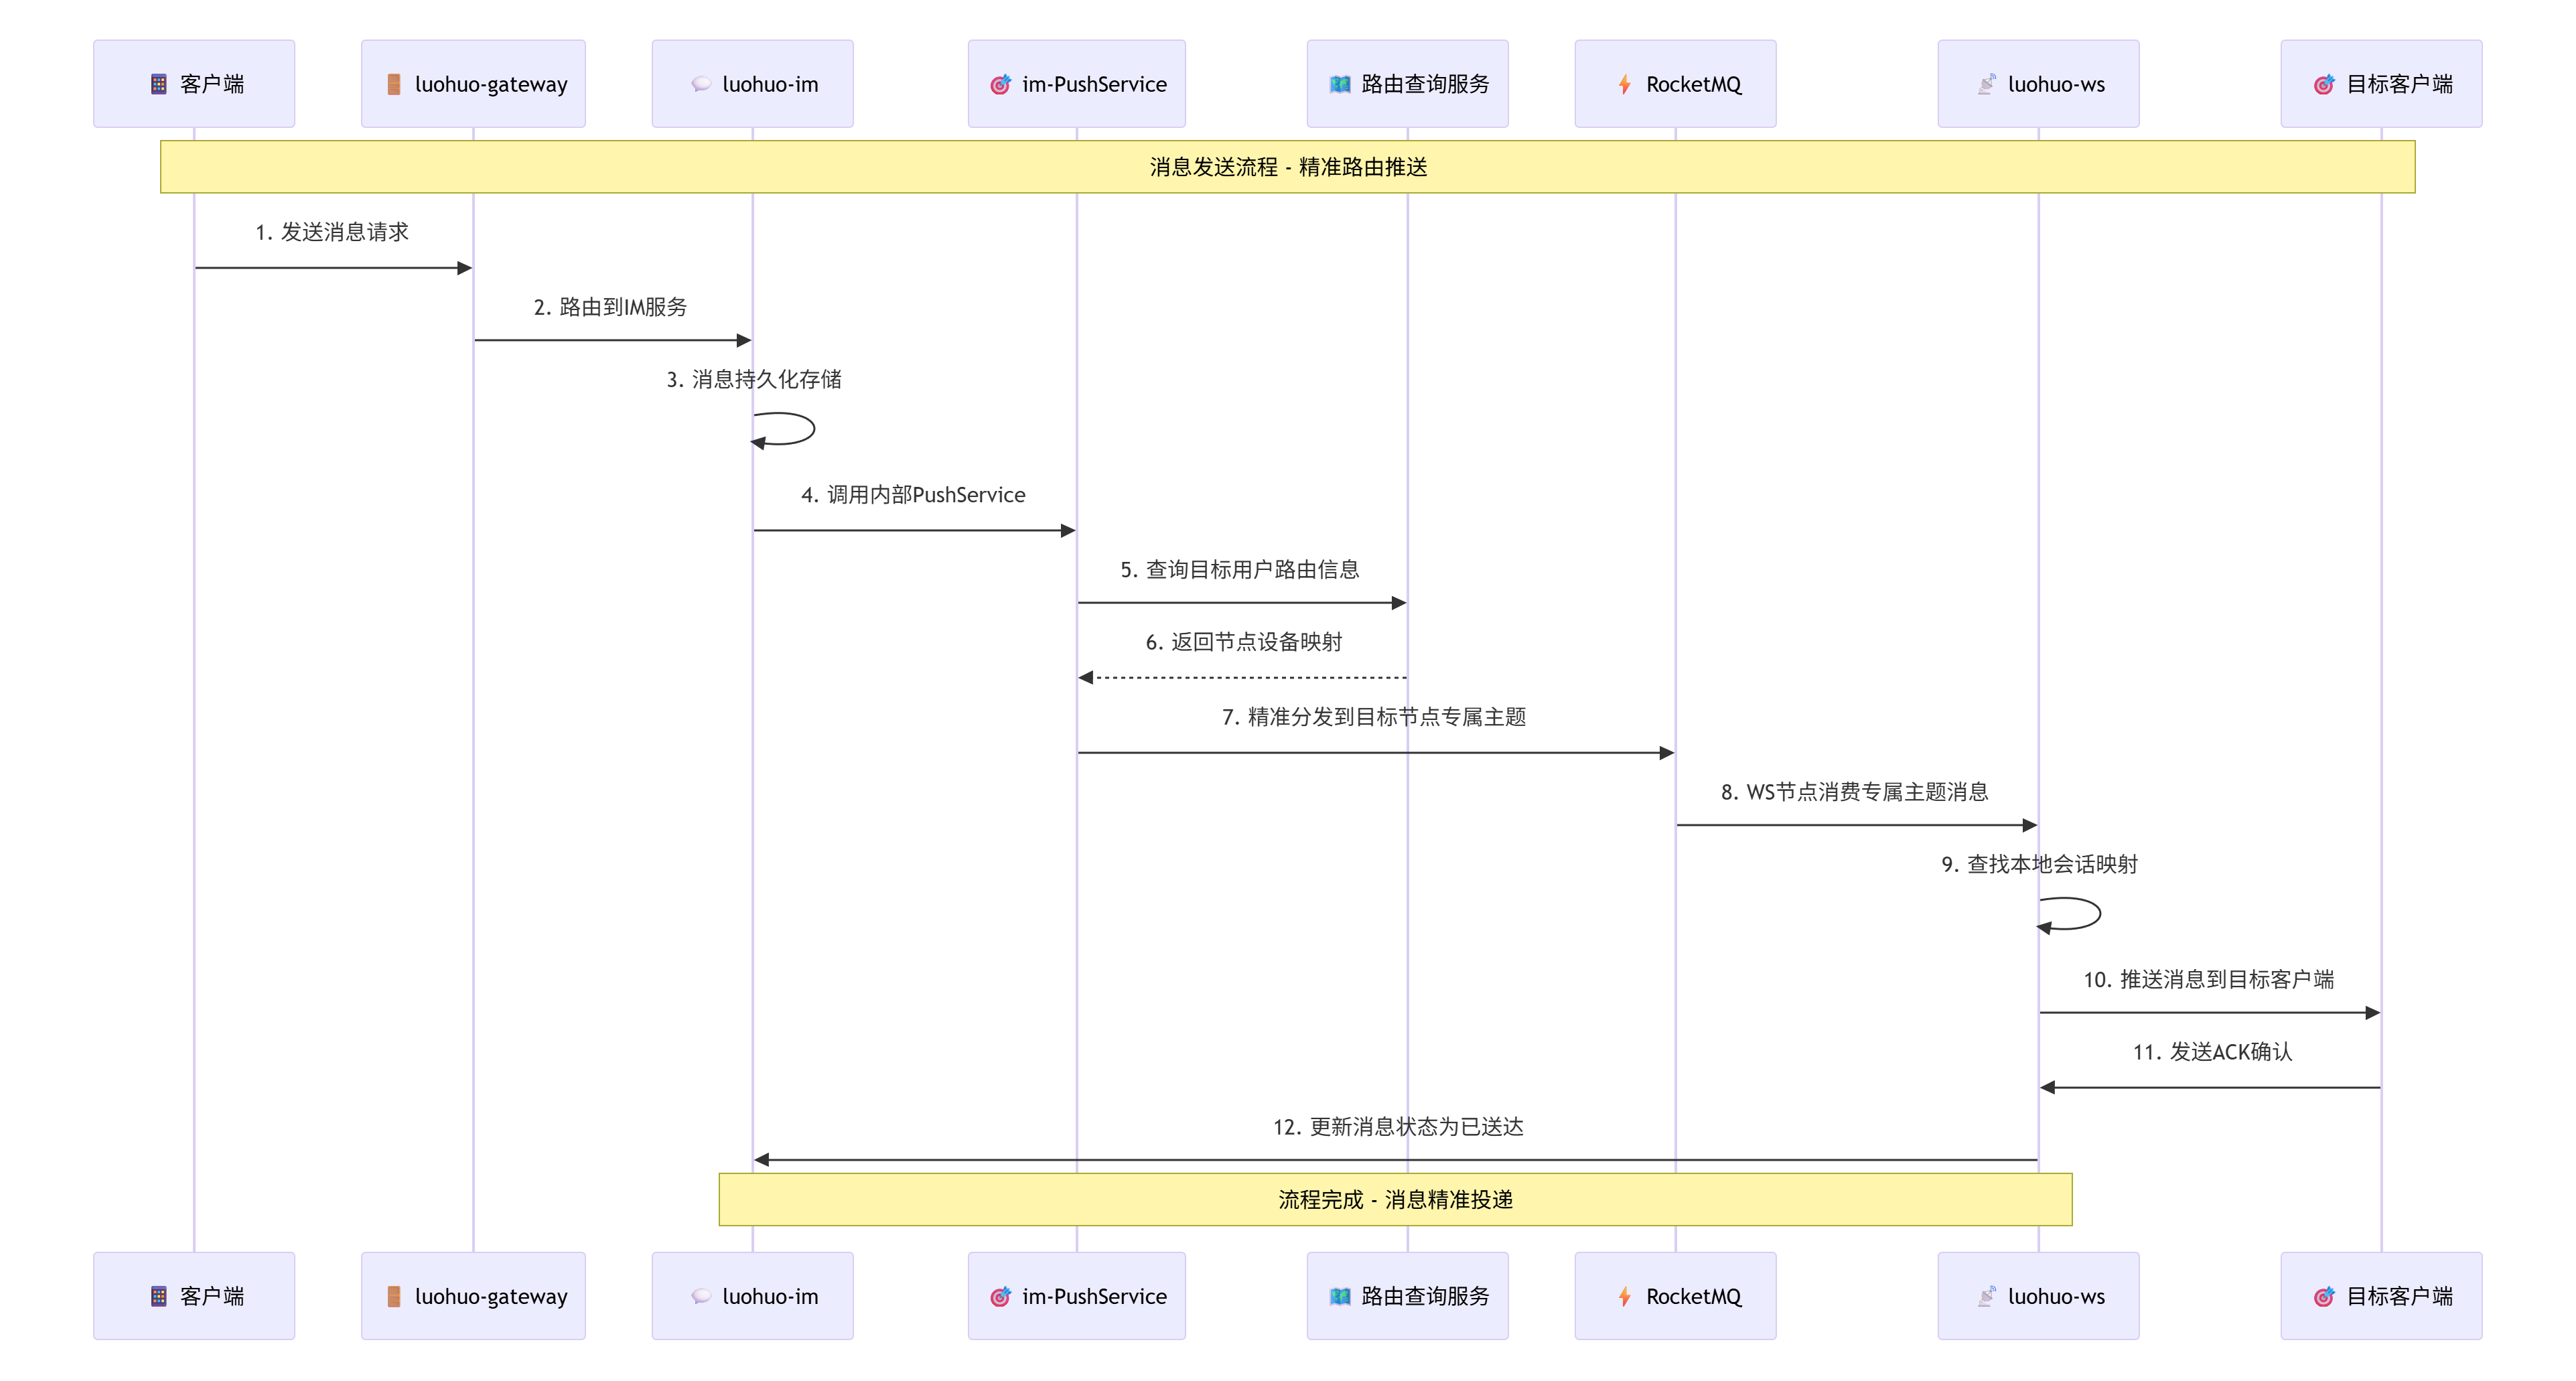 客户端
luohuo-gateway
luohuo-im
im-PushService
路由查询服务
RocketMQ
luohuo-ws
目标客户端
消息发送流程 - 精准路由推送
1. 发送消息请求
2. 路由到IM服务
3. 消息持久化存储
4. 调用内部PushService
5. 查询目标用户路由信息
6. 返回节点设备映射
7. 精准分发到目标节点专属主题
8. WS节点消费专属主题消息
9. 查找本地会话映射
10. 推送消息到目标客户端
11. 发送ACK确认
12. 更新消息状态为已送达
流程完成 - 消息精准投递
客户端
luohuo-gateway
luohuo-im
im-PushService
路由查询服务
RocketMQ
luohuo-ws
目标客户端